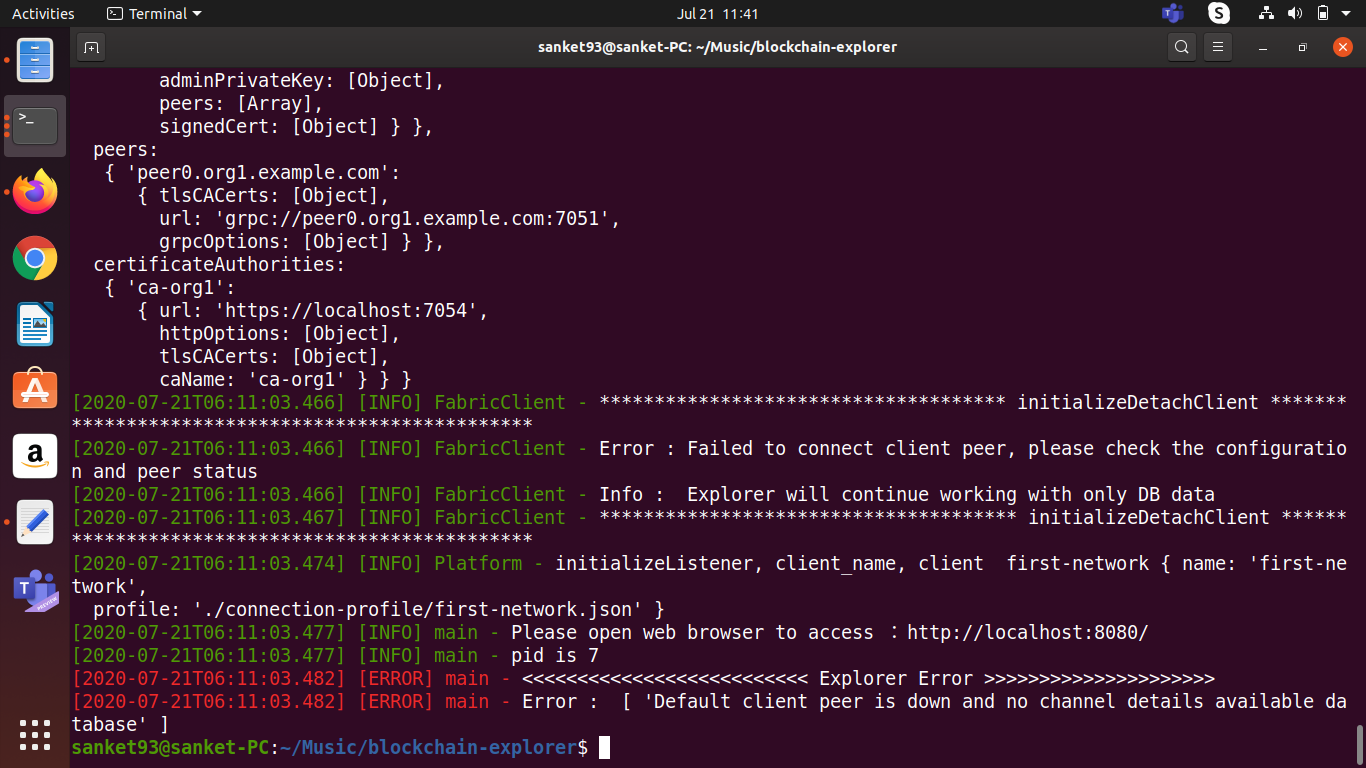 Activities
Terminal
Jul 21 11:41
sanket93@sanket-PC: ~/Music/blockchain-explorer
adminPrivateKey: [Object],
peers: [Array],
signedCert: [Object] } },
peers:
{ 'peer0.org1.example.com':
{ tlsCACerts: [Object],
url: 'grpc://peer0.org1.example.com:7051',
grpcOptions: [Object] } },
certificateAuthorities:
{ 'ca-org1':
{ url: 'https://localhost:7054',
httpOptions: [Object],
tlsCACerts: [Object],
caName: 'ca-org1' } } }
[2020-07-21T06:11:03.466] [INFO] FabricClient - ************************************* initializeDetachClient *******
******************************************
[2020-07-21T06:11:03.466] [INFO] FabricClient - Error : Failed to connect client peer, please check the configuratio
n and peer status
[2020-07-21T06:11:03.466] [INFO] FabricClient - Info :  Explorer will continue working with only DB data
[2020-07-21T06:11:03.467] [INFO] FabricClient - ************************************** initializeDetachClient ******
******************************************
[2020-07-21T06:11:03.474] [INFO] Platform - initializeListener, client_name, client  first-network { name: 'first-ne
twork',
profile: './connection-profile/first-network.json' }
[2020-07-21T06:11:03.477] [INFO] main - Please open web browser to access ：http://localhost:8080/
[2020-07-21T06:11:03.477] [INFO] main - pid is 7
[2020-07-21T06:11:03.482] [ERROR] main - <<<<<<<<<<<<<<<<<<<<<<<<<< Explorer Error >>>>>>>>>>>>>>>>>>>>>
[2020-07-21T06:11:03.482] [ERROR] main - Error :  [ 'Default client peer is down and no channel details available da
tabase' ]
sanket93@sanket-PC:~/Music/blockchain-explorer$